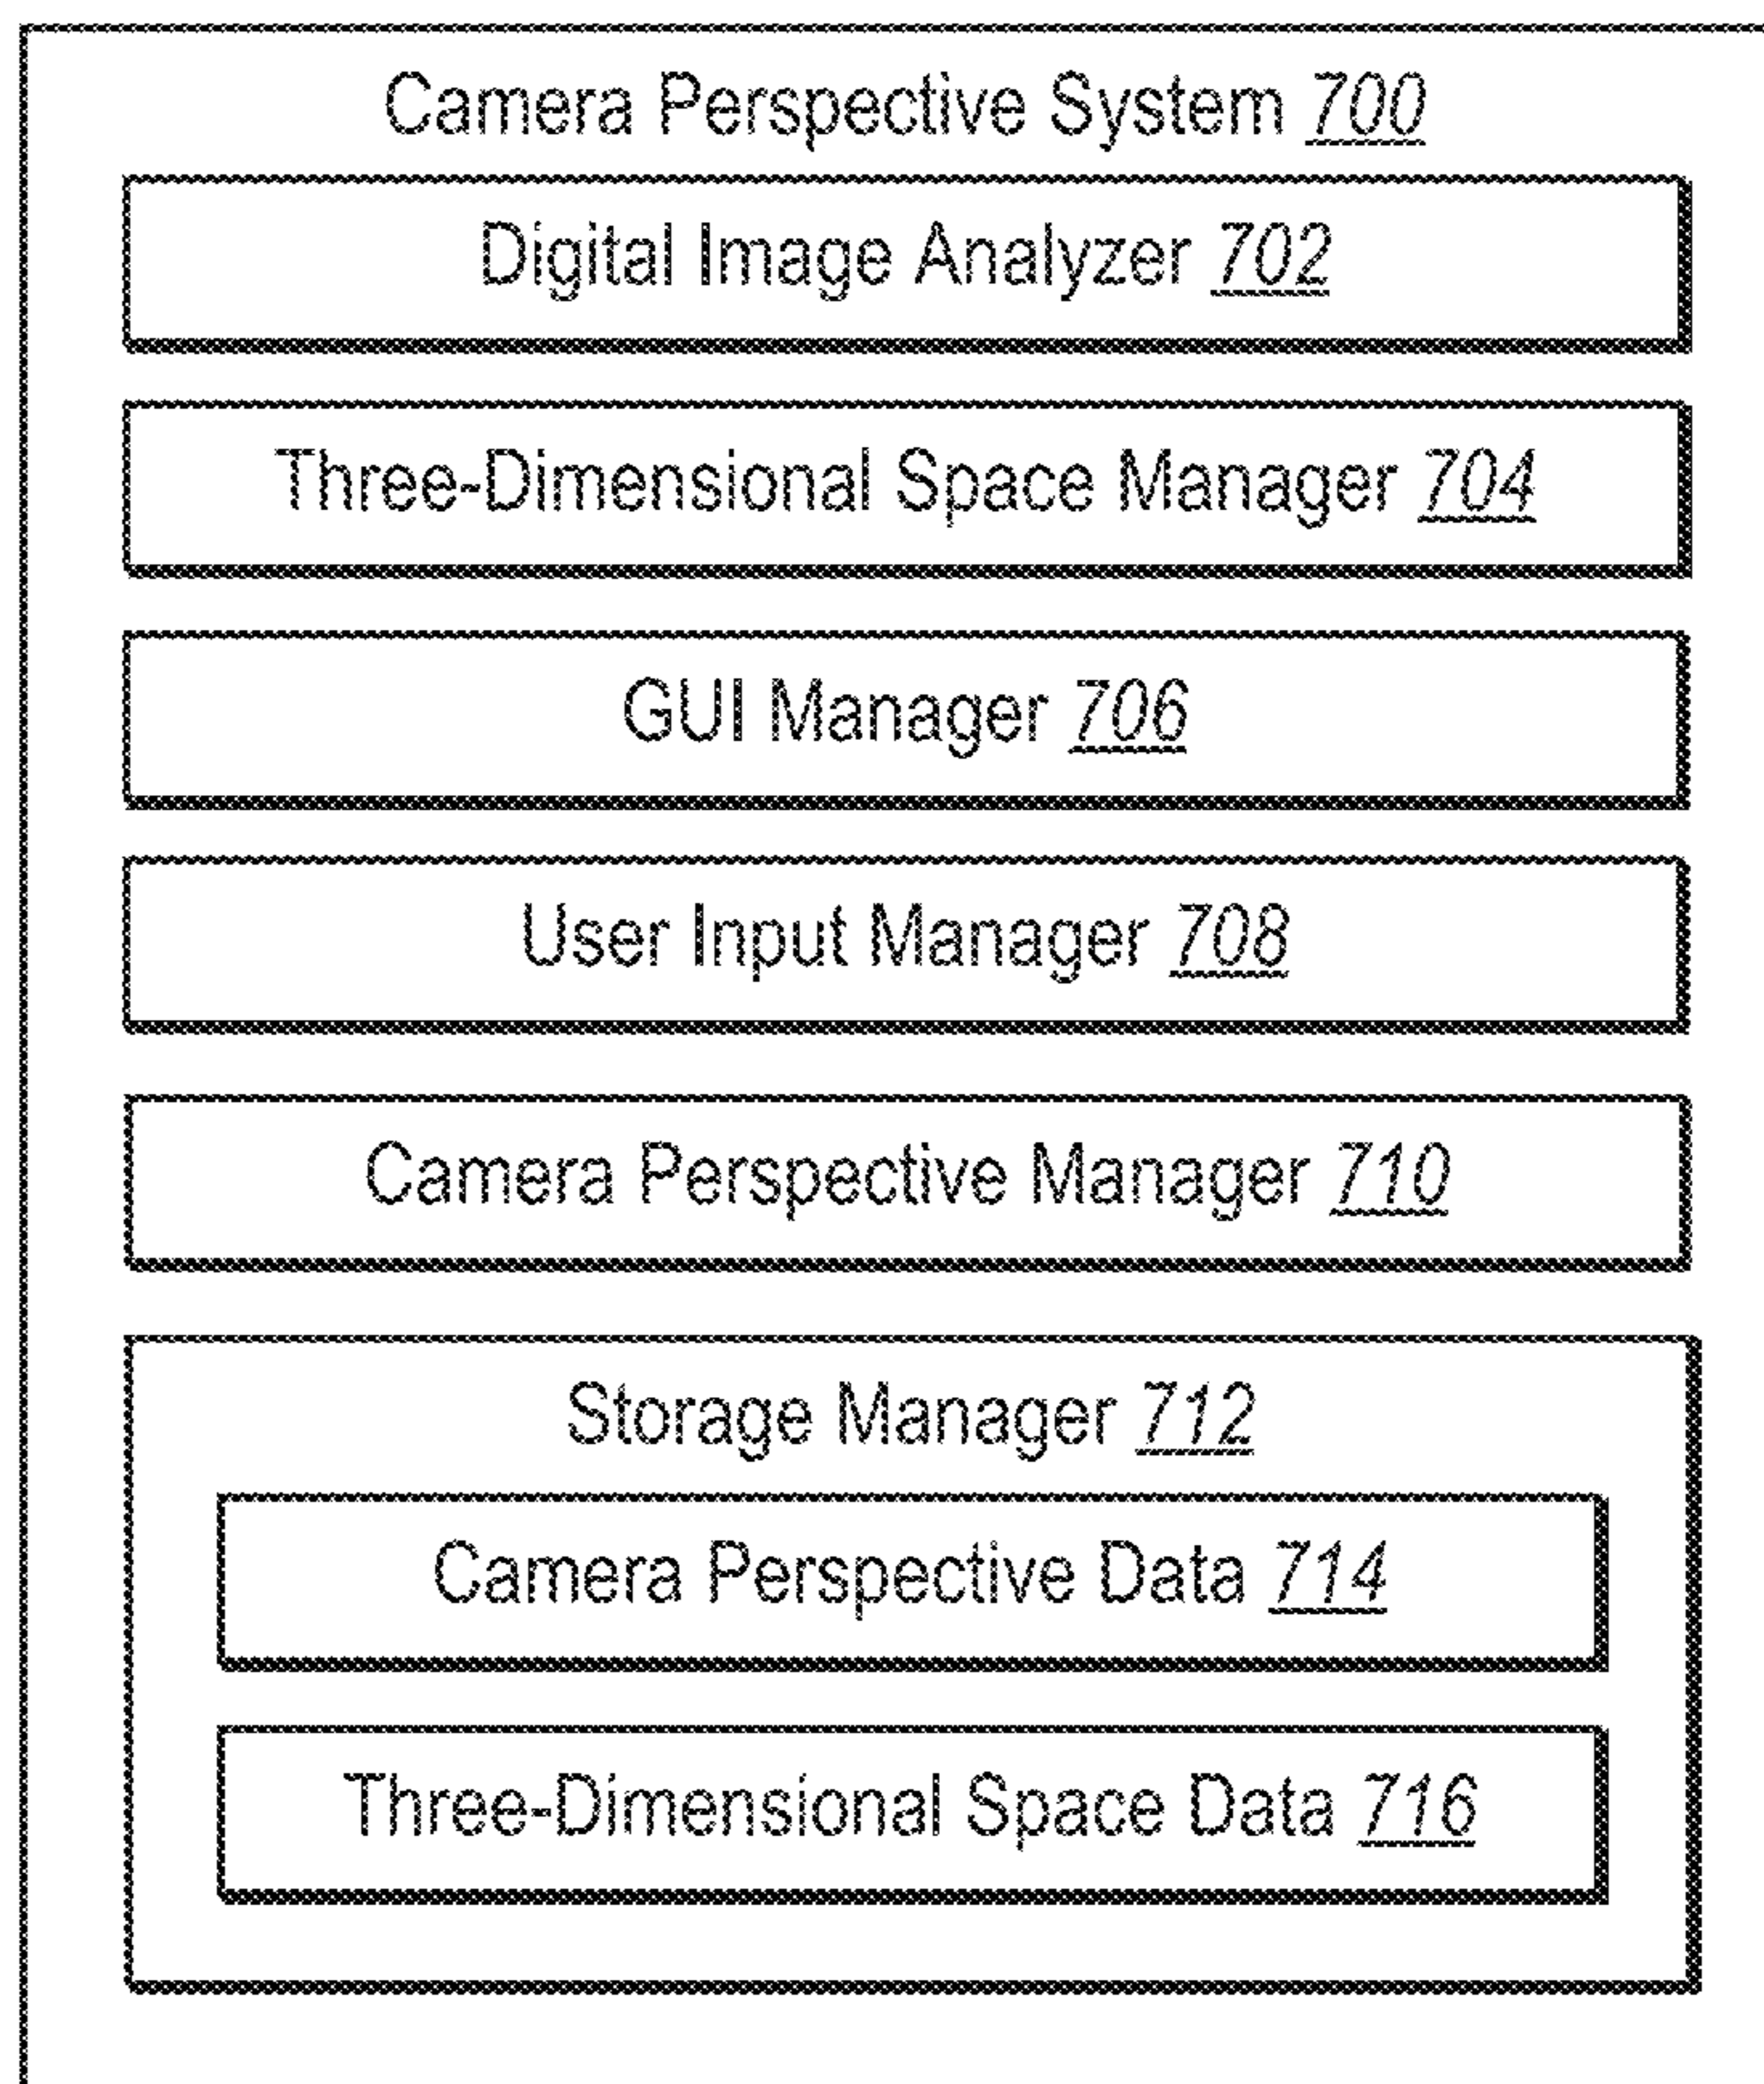 Camera Perspective System 700
Digital Image Analyzer 702
Three-Dimensional Space Manager 704
GUI Manager 706
User Input Manager 708
Camera Perspective Manager 710
Storage Manager 712
Camera Perspective Data 714
Three-Dimensional Space Data 716